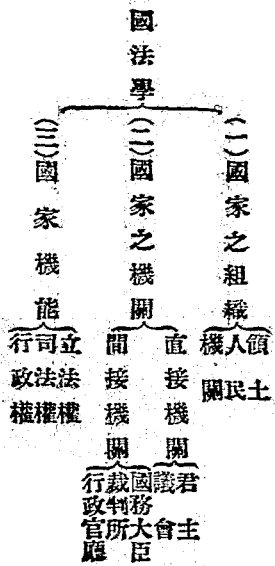 國法學
(一)國家之組織
領土
人民
機關
(二)國家之機關
直接機關
君主
議會
間接機關
國務大臣
裁判所
行政官廳
(三)國家機能
立法權
司法權
行政權